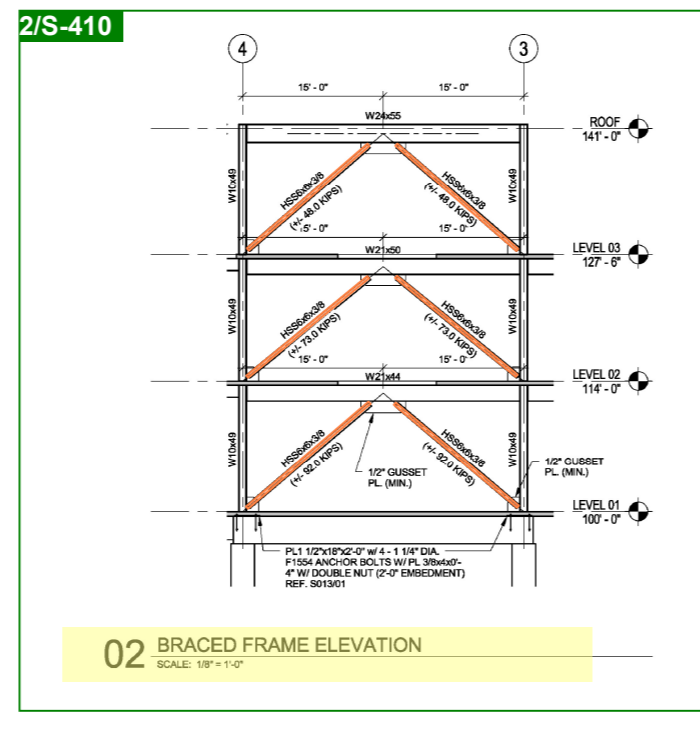 2/S-410
4
3
15' - 0"
15' - 0"
W24x55
ROOF
141' - 0"
W10x49
HSS6x6x3/8
(+/- 48.0 KIPS)
HSS6x6x3/8
(+/- 48.0 KIPS)
W10x49
15' - 0"
15' - 0"
W21x50
LEVEL 03
127' - 6"
W10x49
HSS6x6x3/8
(+/- 73.0 KIPS)
HSS6x6x3/8
(+/- 73.0 KIPS)
W10x49
15' - 0"
15' - 0"
W21x44
LEVEL 02
114' - 0"
W10x49
HSS6x6x3/8
(+/- 92.0 KIPS)
HSS6x6x3/8
(+/- 92.0 KIPS)
W10x49
1/2" GUSSET
PL. (MIN.)
1/2" GUSSET
PL. (MIN.)
LEVEL 01
100' - 0"
PL1 1/2"x18"x2'-0" w/ 4 - 1 1/4" DIA.
F1554 ANCHOR BOLTS W/ PL 3/8x4x0'-
4" W/ DOUBLE NUT (2'-0" EMBEDMENT)
REF. S013/01
02 BRACED FRAME ELEVATION
SCALE: 1/8" = 1'-0"